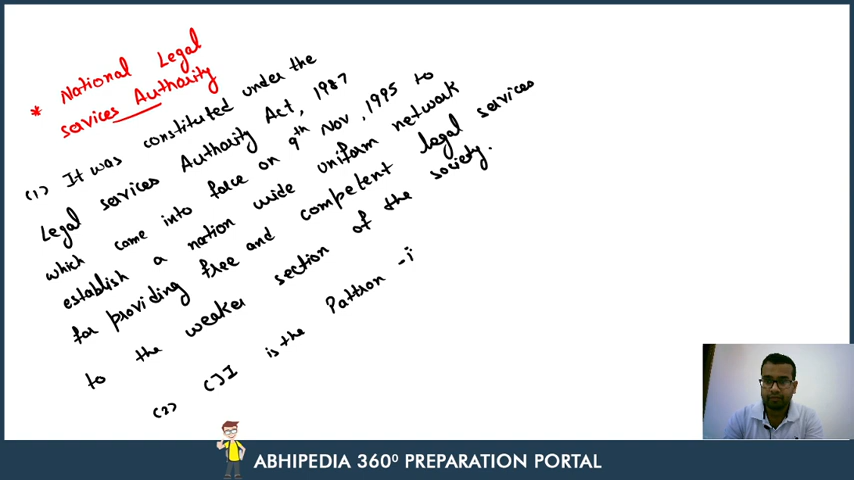 * National Legal
services Authority
(1) It was constituted under the
Legal services Authority Act, 1987
which came into force on 9th Nov, 1995 to
establish a nation wide uniform network
for providing free and competent legal services
to the weaker section of the society.
(2) CJI is the Pattron -i
ABHIPEDIA 360⁰ PREPARATION PORTAL